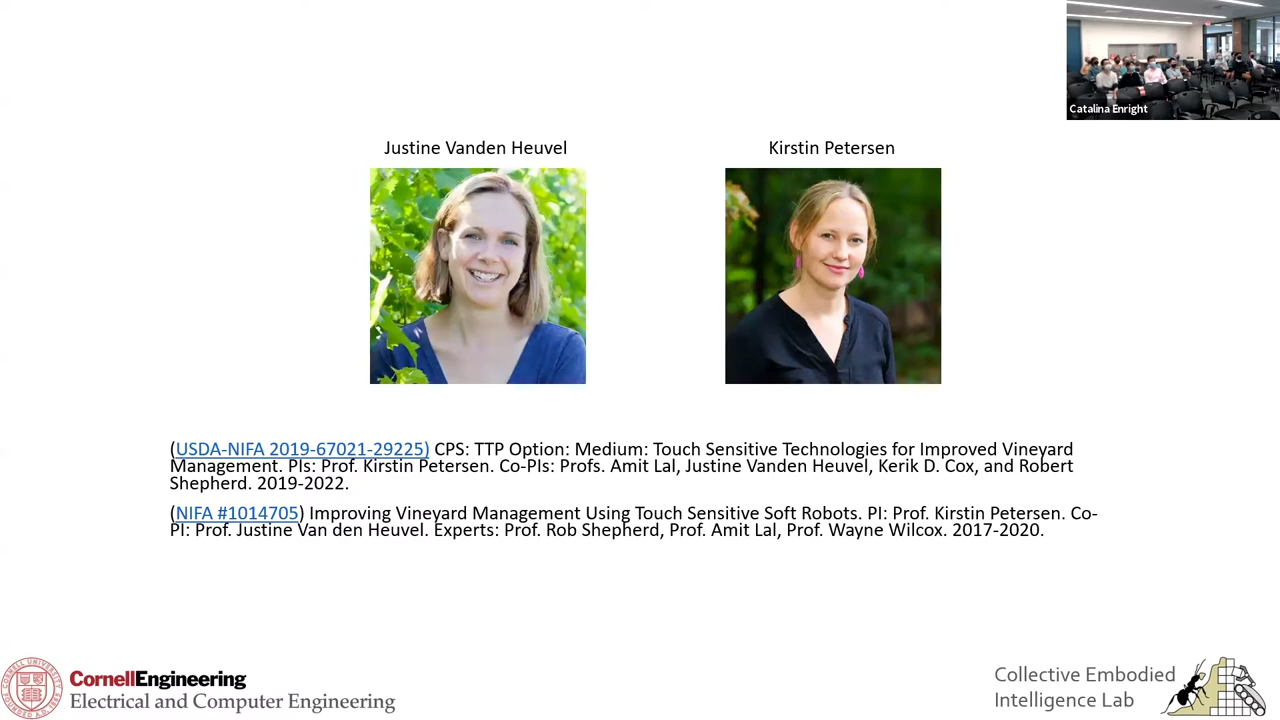 Catalina Enright
Justine Vanden Heuvel
Kirstin Petersen
(USDA-NIFA 2019-67021-29225) CPS: TTP Option: Medium: Touch Sensitive Technologies for Improved Vineyard
Management. PIs: Prof. Kirstin Petersen. Co-PIs: Profs. Amit Lal, Justine Vanden Heuvel, Kerik D. Cox, and Robert
Shepherd. 2019-2022.
(NIFA #1014705) Improving Vineyard Management Using Touch Sensitive Soft Robots. PI: Prof. Kirstin Petersen. Co-
PI: Prof. Justine Van den Heuvel. Experts: Prof. Rob Shepherd, Prof. Amit Lal, Prof. Wayne Wilcox. 2017-2020.
CornellEngineering
Electrical and Computer Engineering
Collective Embodied
Intelligence Lab